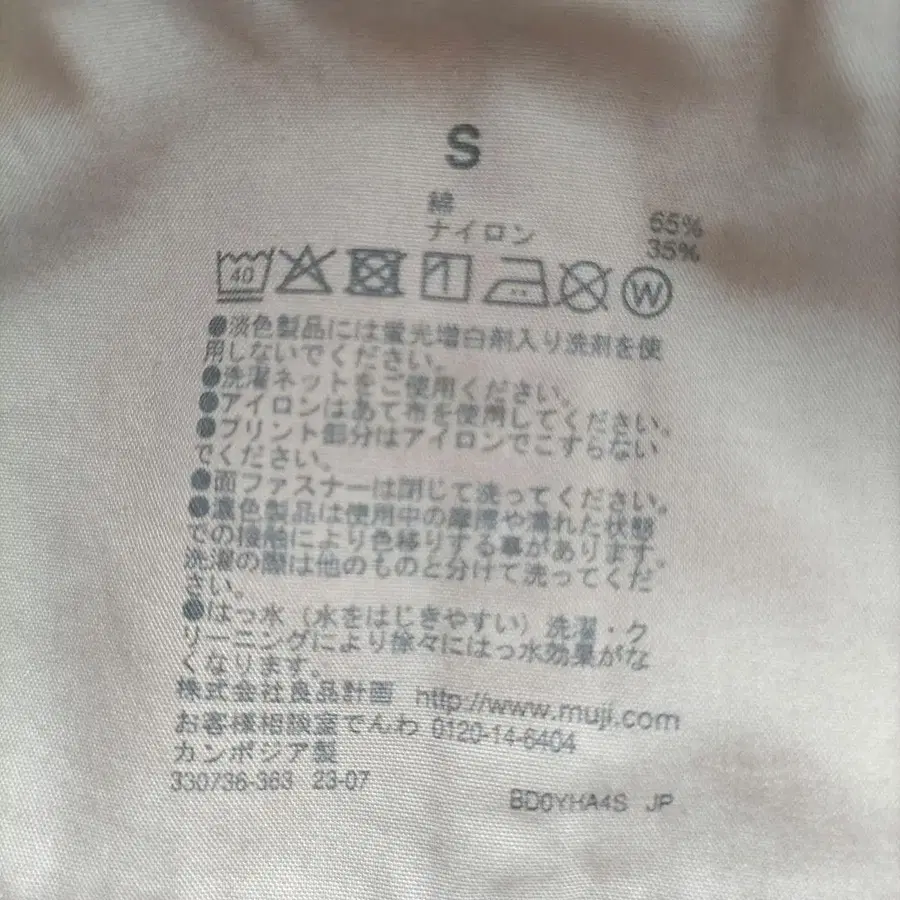 S
綿 65%
ナイロン 35%
40
W
●淡色製品には蛍光増白剤入り洗剤を使
用しないでください。
●洗濯ネットをご使用ください。
●アイロンはあて布を使用してください。
●プリント部分はアイロンでこすらない
でください。
●面ファスナーは閉じて洗ってください。
●濃色製品は使用中の摩擦や濡れた状態
での接触により色移りする事があります。
洗濯の際は他のものと分けて洗ってくだ
さい。
●はっ水（水をはじきやすい）洗濯・ク
リーニングにより徐々にはっ水効果がな
くなります。
株式会社良品計画 http://www.muji.com
お客様相談室でんわ 0120-14-6404
カンボジア製
330736-363 23-07
BD0YHA4S JP